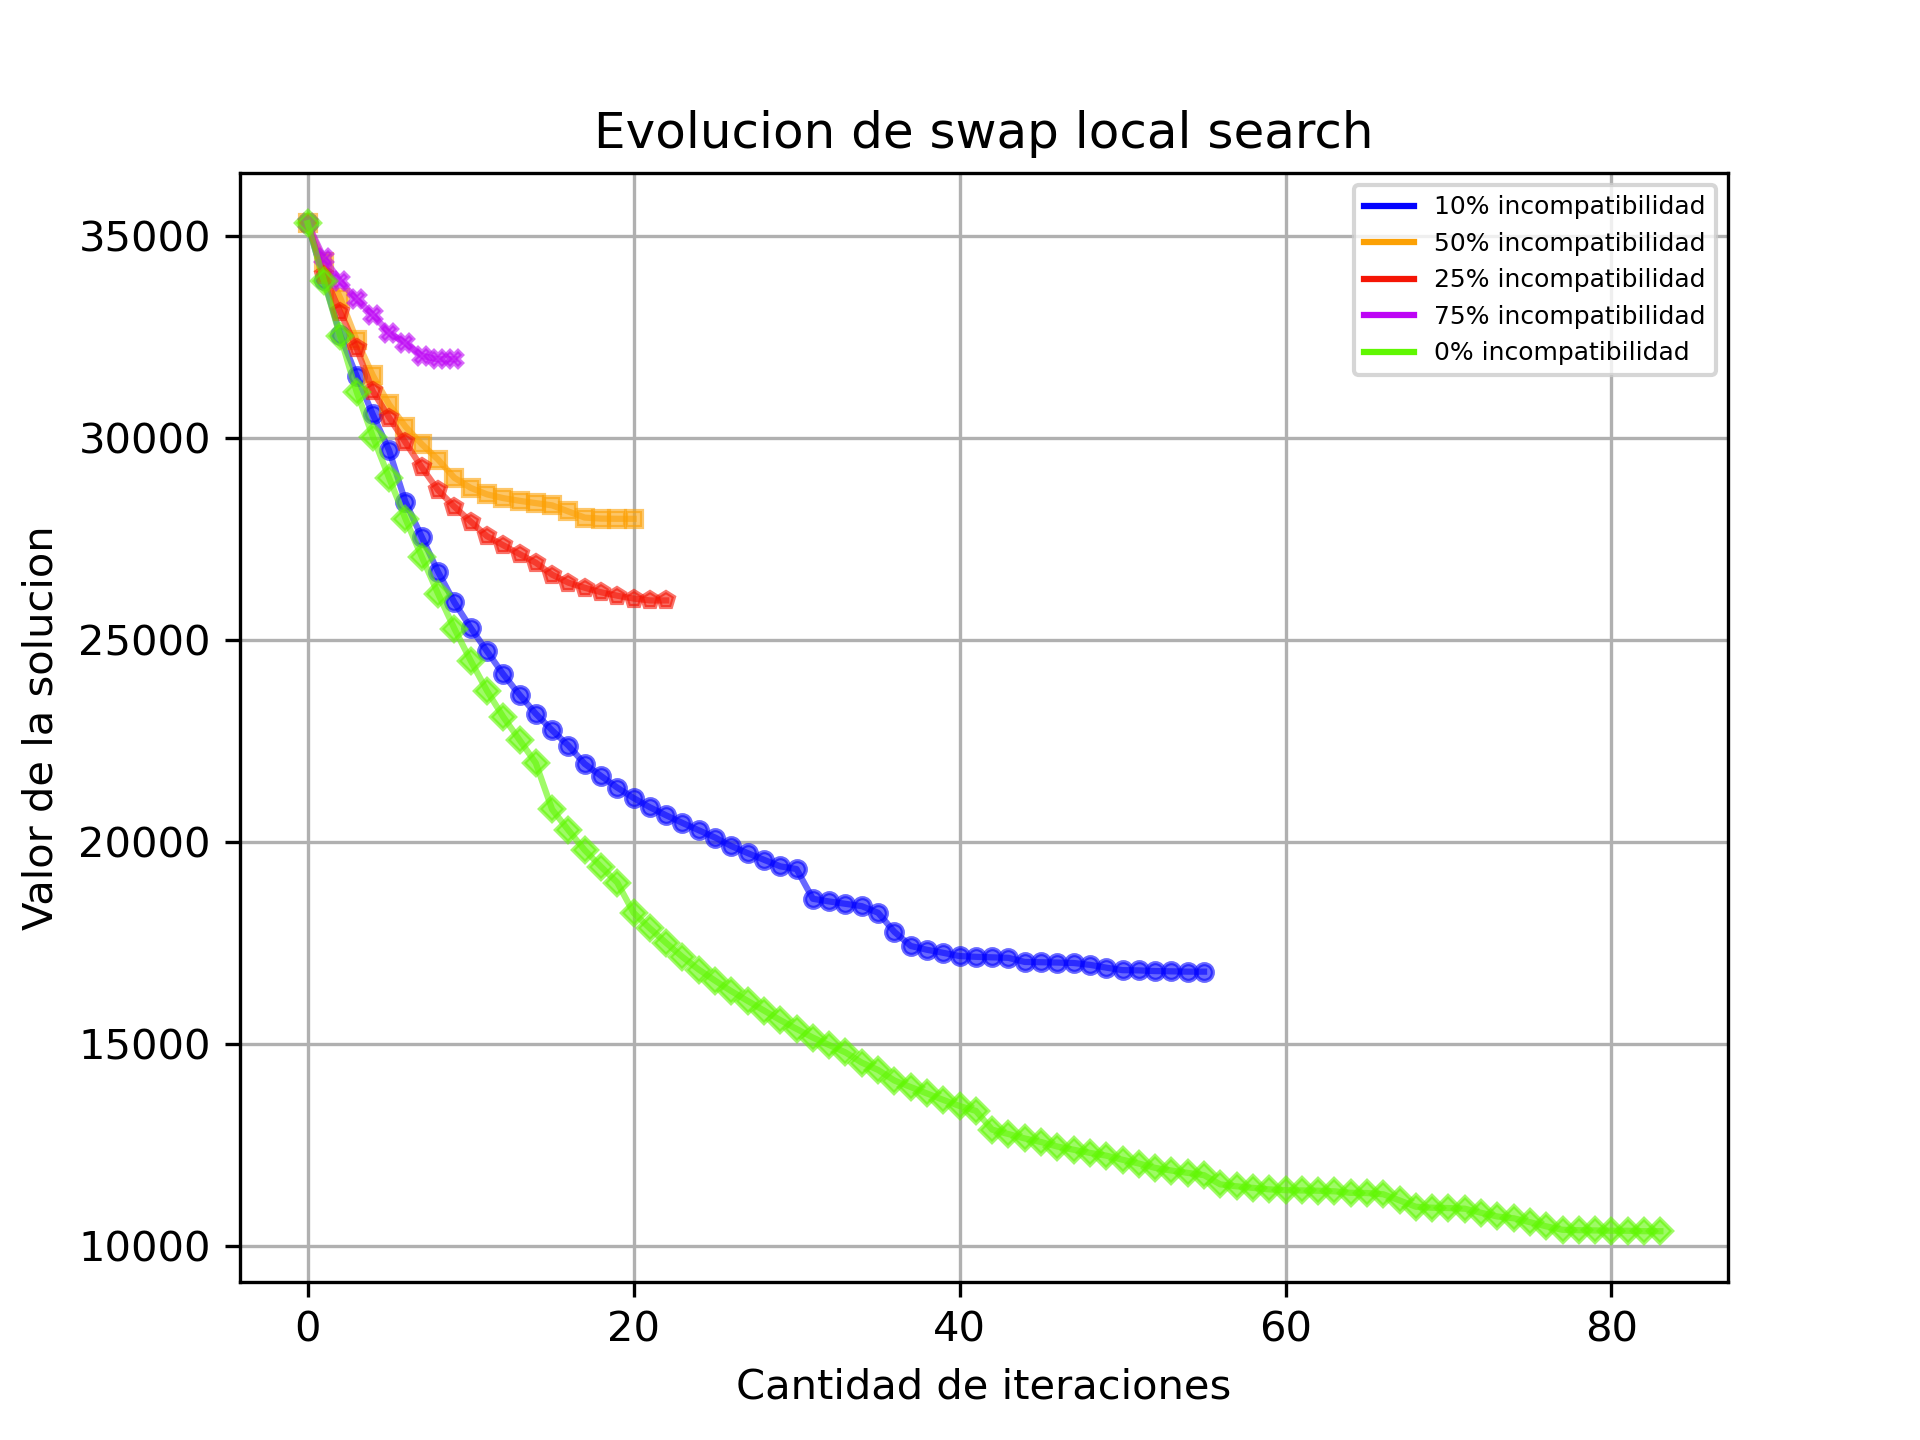 Evolucion de swap local search
10% incompatibilidad
50% incompatibilidad
25% incompatibilidad
75% incompatibilidad
0% incompatibilidad
Valor de la solucion
35000
30000
25000
20000
15000
10000
0 20 40 60 80
Cantidad de iteraciones